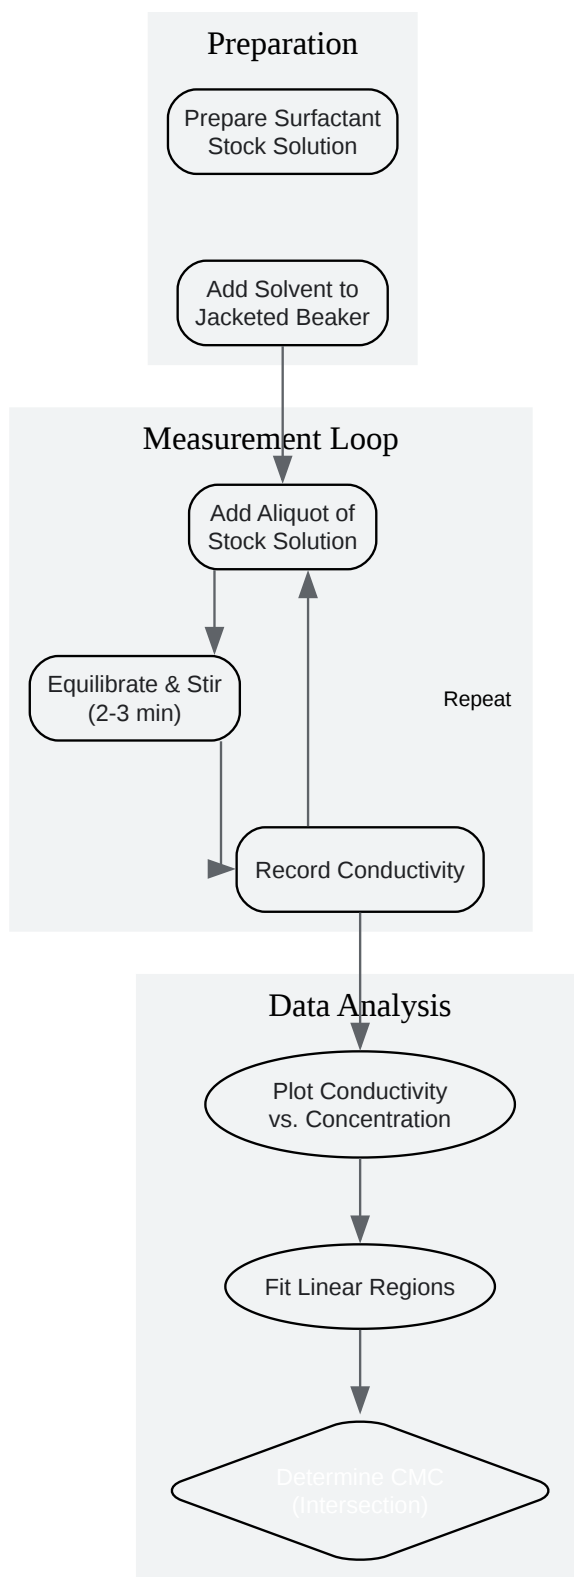 Preparation
Prepare Surfactant
Stock Solution
Add Solvent to
Jacketed Beaker
Measurement Loop
Add Aliquot of
Stock Solution
Equilibrate & Stir
(2-3 min)
Repeat
Record Conductivity
Data Analysis
Plot Conductivity
vs. Concentration
Fit Linear Regions
Determine CMC
(Intersection)